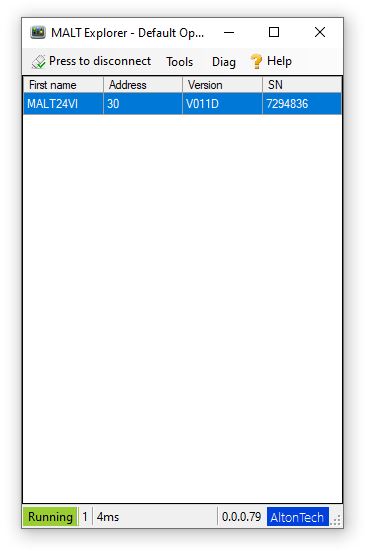 MALT Explorer - Default Op...
Press to disconnect Tools Diag Help
First name Address Version SN
MALT24VI 30 V011D 7294836
Running 1 4ms 0.0.0.79 AltonTech